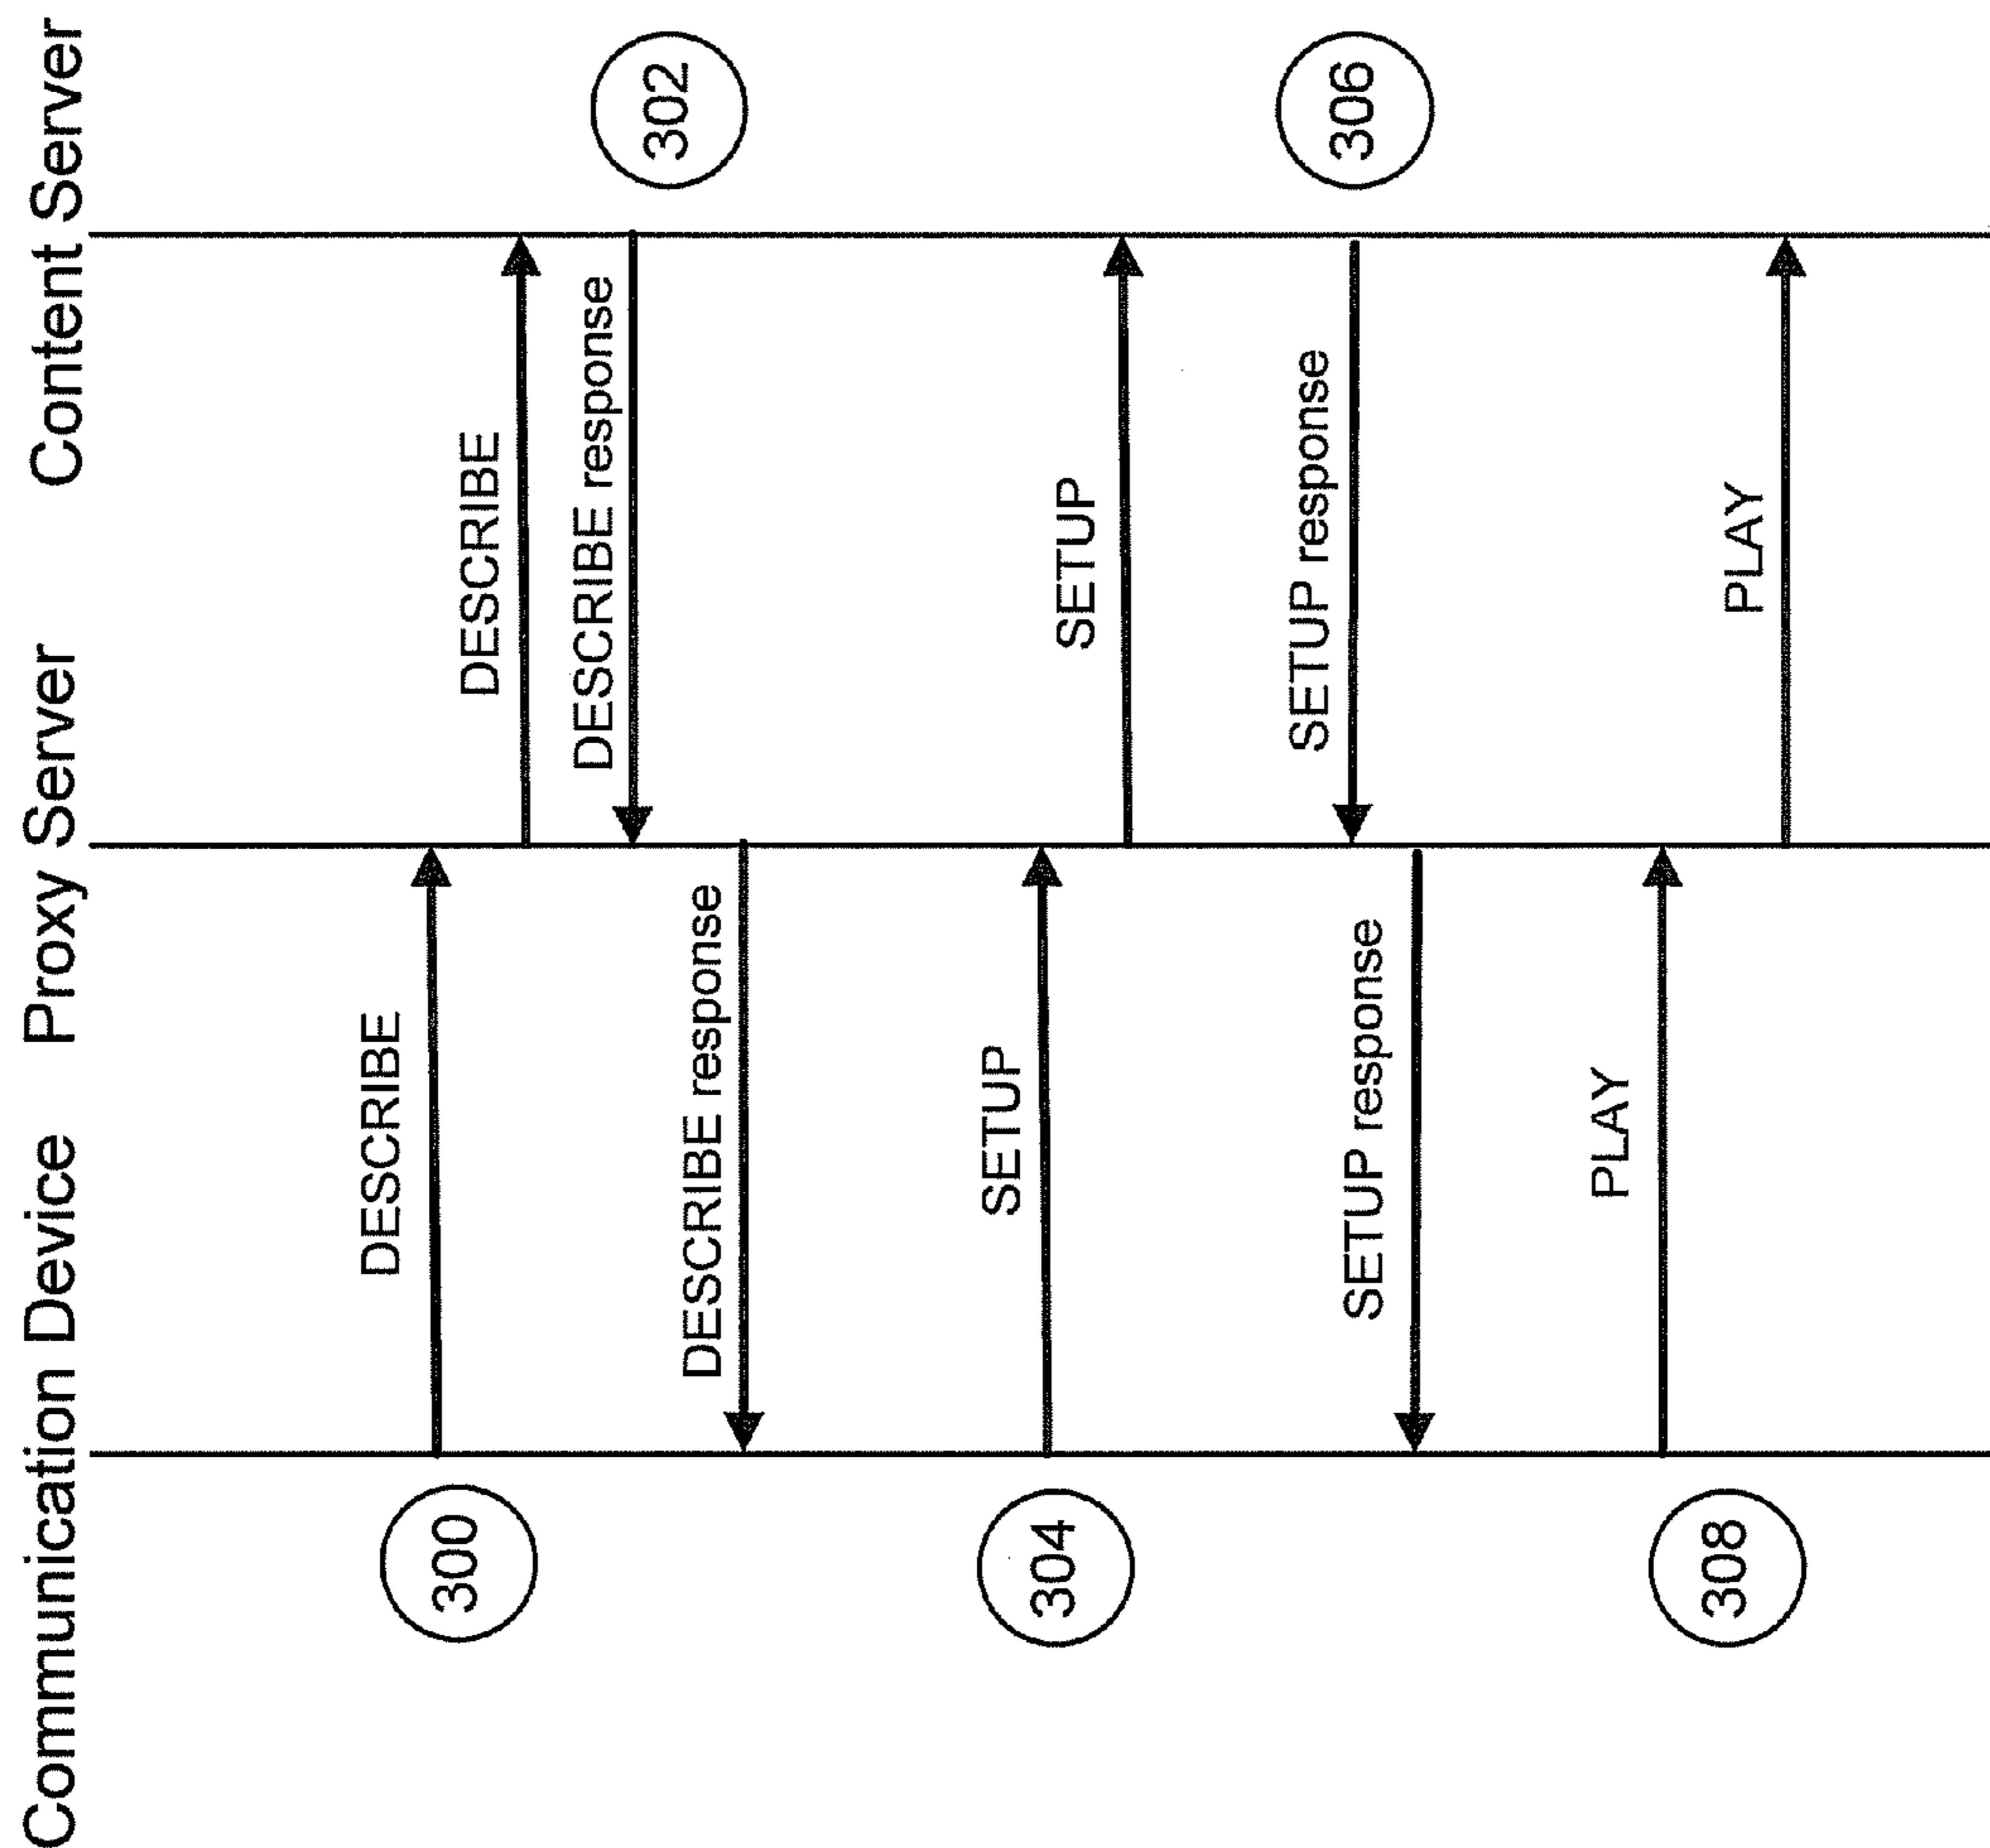 Communication Device
Proxy Server
Content Server
300
DESCRIBE
DESCRIBE
DESCRIBE response
302
DESCRIBE response
304
SETUP
SETUP
SETUP response
306
SETUP response
308
PLAY
PLAY